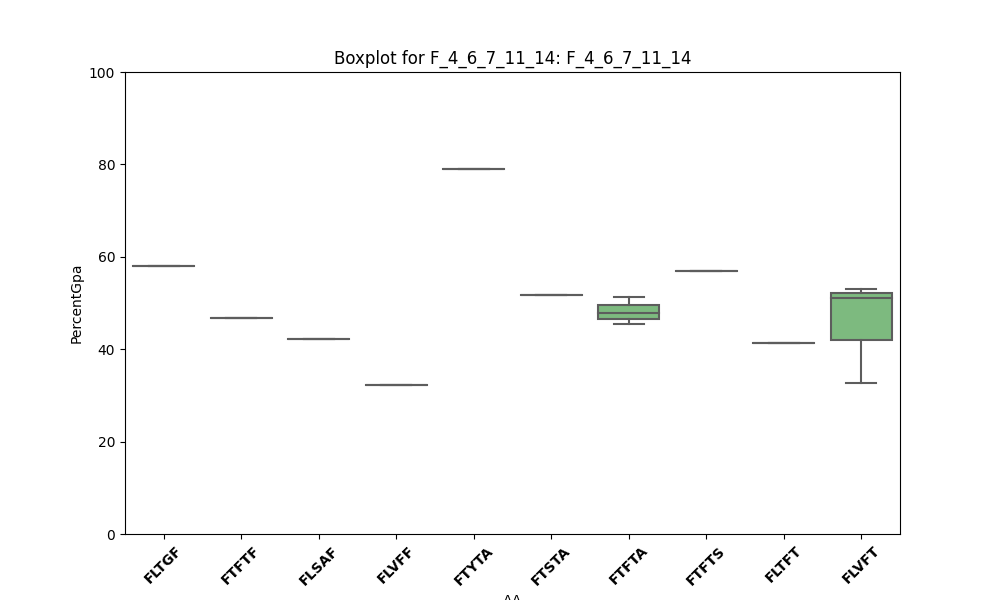 Boxplot for F_4_6_7_11_14: F_4_6_7_11_14
100
80
60
40
20
0
PercentGpa
FLTGF
FTFTF
FLSAF
FLVFF
FTYTA
FTSTA
FTFTA
FTFTS
FLTFT
FLVFT
AA